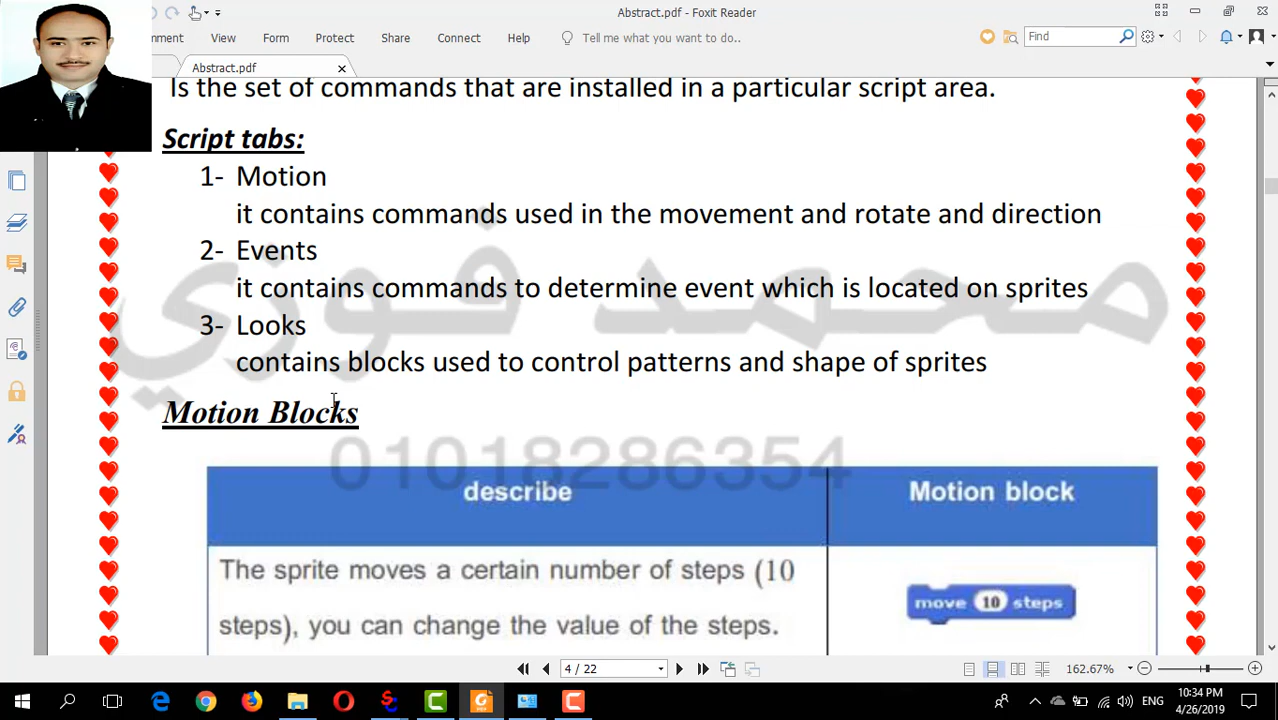 Abstract.pdf - Foxit Reader
mment View Form Protect Share Connect Help Tell me what you want to do.. Find
Abstract.pdf
Is the set of commands that are installed in a particular script area.
Script tabs:
1- Motion
it contains commands used in the movement and rotate and direction
2- Events
it contains commands to determine event which is located on sprites
محمد فوزي
3- Looks
contains blocks used to control patterns and shape of sprites
Motion Blocks
01018286354
describe Motion block
The sprite moves a certain number of steps (10
steps), you can change the value of the steps.
move 10 steps
4 / 22 162.67%
ENG
10:34 PM
4/26/2019